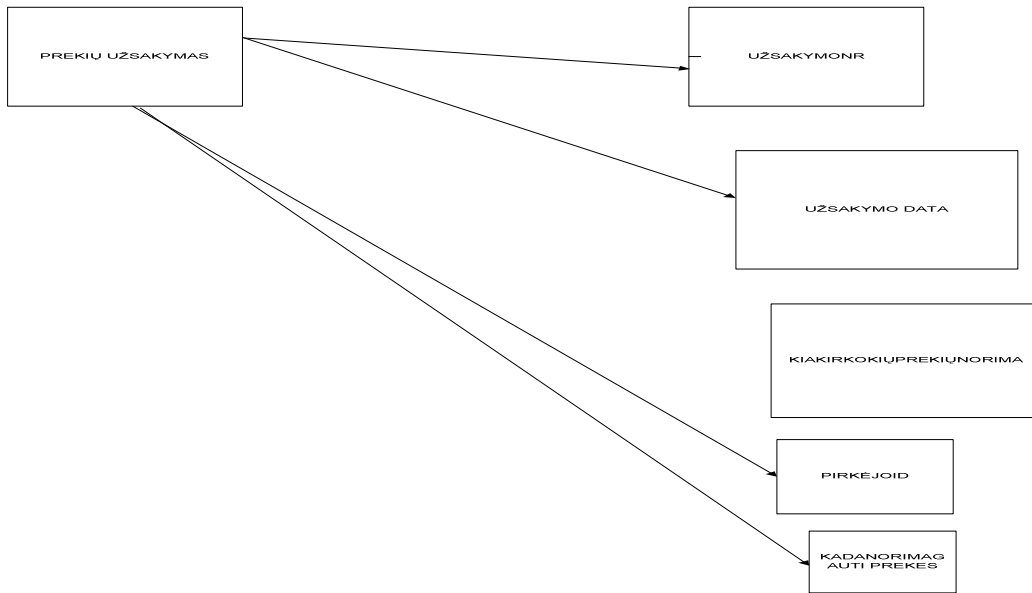 PREKIŲ UŽSAKYMAS
UŽSAKYMONR
UŽSAKYMO DATA
KIAKIRKOKIŲPREKIŲNORIMA
PIRKĖJOID
KADANORIMAG
AUTI PREKES